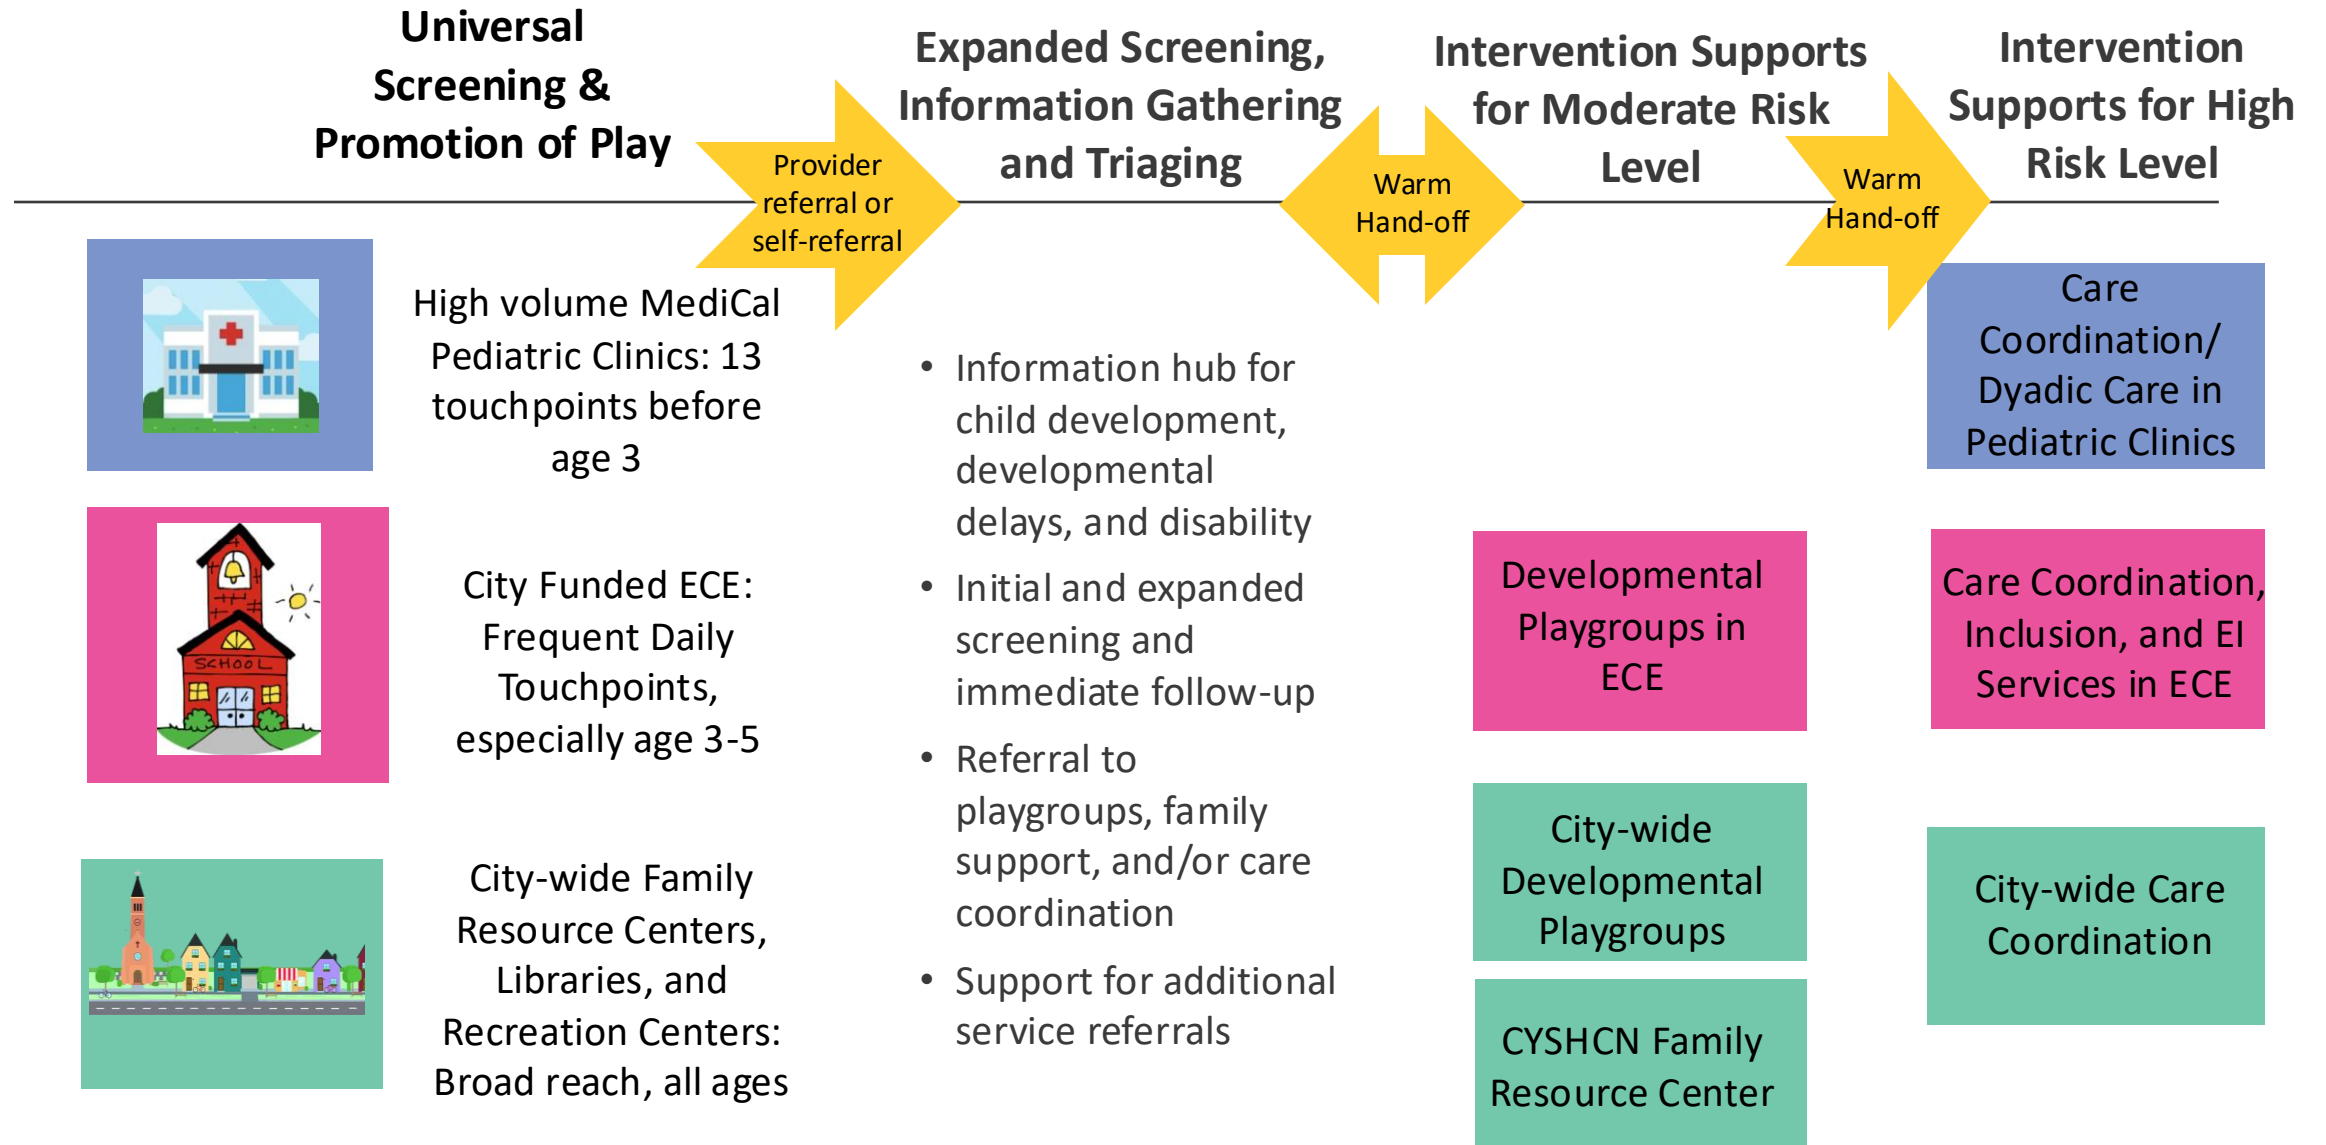 Universal
Screening &
Promotion of Play
Provider
referral or
self-referral
Expanded Screening,
Information Gathering
and Triaging
Warm
Hand-off
Intervention Supports
for Moderate Risk
Level
Warm
Hand-off
Intervention
Supports for High
Risk Level
High volume MediCal
Pediatric Clinics: 13
touchpoints before
age 3
SCHOOL
City Funded ECE:
Frequent Daily
Touchpoints,
especially age 3-5
City-wide Family
Resource Centers,
Libraries, and
Recreation Centers:
Broad reach, all ages
• Information hub for
child development,
developmental
delays, and disability
• Initial and expanded
screening and
immediate follow-up
• Referral to
playgroups, family
support, and/or care
coordination
• Support for additional
service referrals
Developmental
Playgroups in
ECE
City-wide
Developmental
Playgroups
CYSHCN Family
Resource Center
Care
Coordination/
Dyadic Care in
Pediatric Clinics
Care Coordination,
Inclusion, and EI
Services in ECE
City-wide Care
Coordination